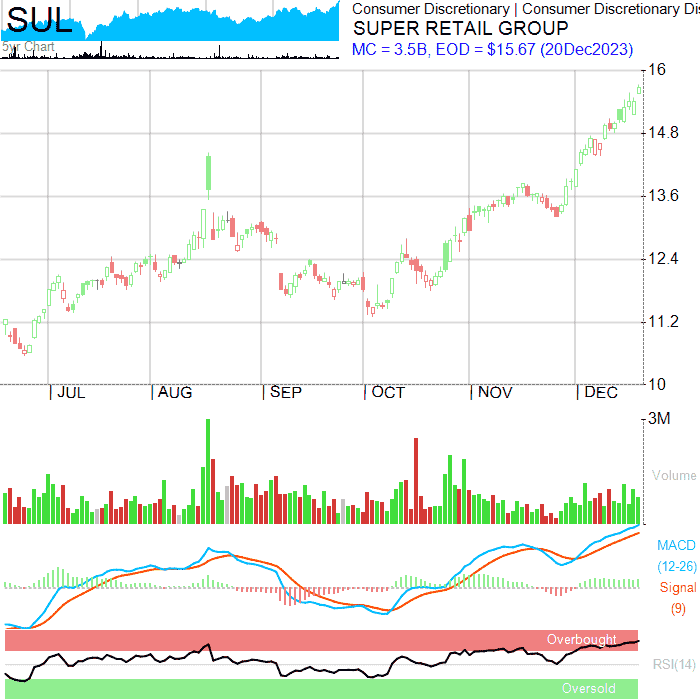 SUL
5yr Chart
Consumer Discretionary | Consumer Discretionary Dis
SUPER RETAIL GROUP
MC = 3.5B, EOD = $15.67 (20Dec2023)
16
14.8
13.6
12.4
11.2
10
JUL AUG SEP OCT NOV DEC
3M
Volume
MACD
(12-26)
Signal
(9)
Overbought
RSI(14)
Oversold